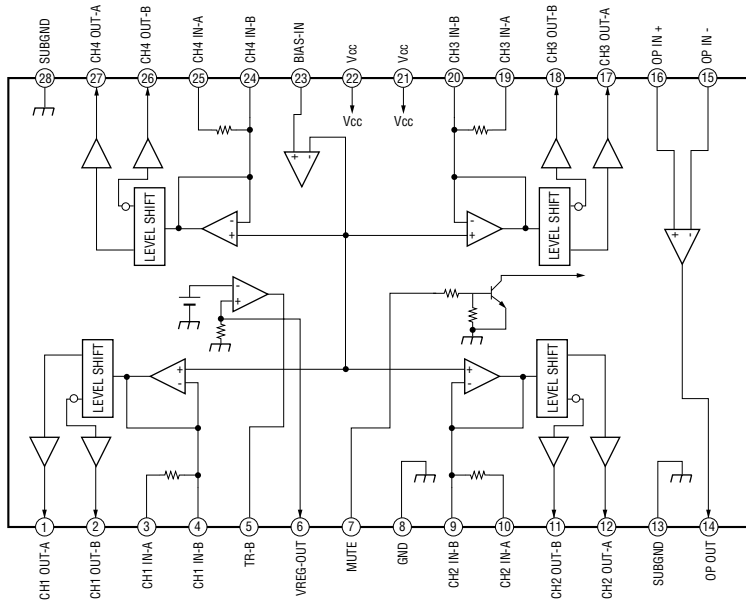 SUBGND
CH4 OUT-A
CH4 OUT-B
CH4 IN-A
CH4 IN-B
BIAS-IN
Vcc
Vcc
CH3 IN-B
CH3 IN-A
CH3 OUT-B
CH3 OUT-A
OP IN +
OP IN -
28
27
26
25
24
23
22
21
20
19
18
17
16
15
Vcc
Vcc
+ -
LEVEL SHIFT
-
+
-
+
LEVEL SHIFT
+ -
-
+
LEVEL SHIFT
+
-
+
-
LEVEL SHIFT
1
2
3
4
5
6
7
8
9
10
11
12
13
14
CH1 OUT-A
CH1 OUT-B
CH1 IN-A
CH1 IN-B
TR-B
VREG-OUT
MUTE
GND
CH2 IN-B
CH2 IN-A
CH2 OUT-B
CH2 OUT-A
SUBGND
OP OUT